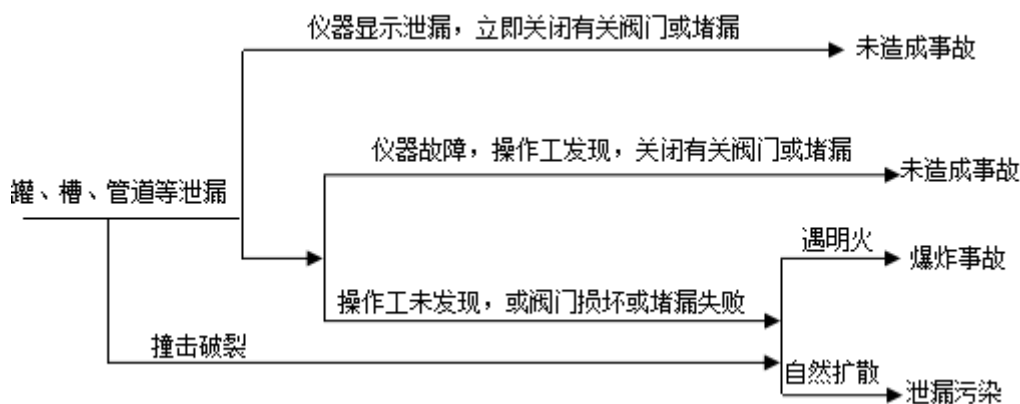 仪器显示泄漏，立即关闭有关阀门或堵漏
未造成事故
仪器故障，操作工发现，关闭有关阀门或堵漏
未造成事故
罐、槽、管道等泄漏
遇明火
爆炸事故
操作工未发现，或阀门损坏或堵漏失败
撞击破裂
自然扩散
泄漏污染